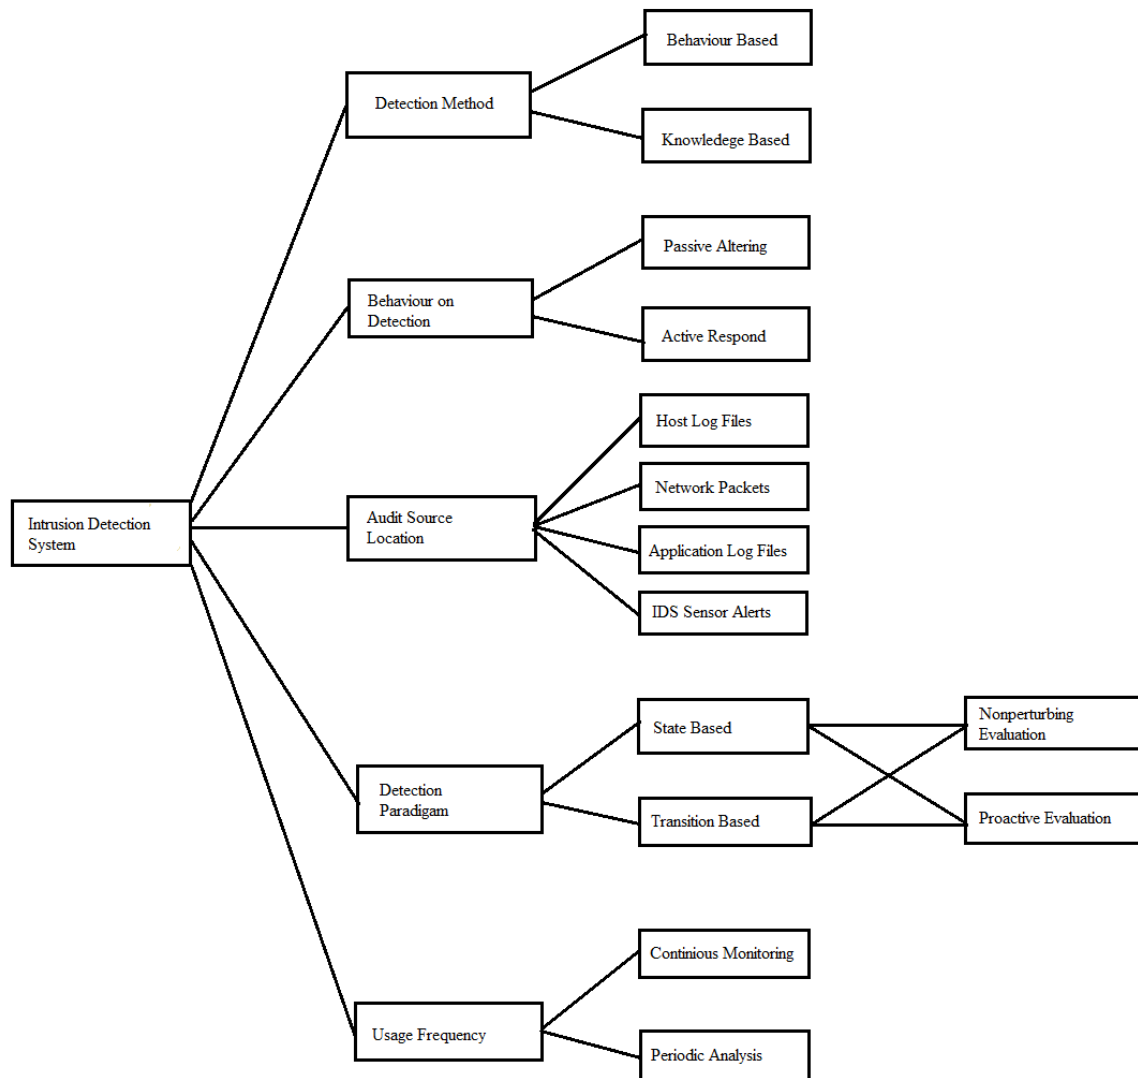 Behaviour Based
Detection Method
Knowledege Based
Passive Altering
Behaviour on
Detection
Active Respond
Host Log Files
Network Packets
Intrusion Detection
System
Audit Source
Location
Application Log Files
IDS Sensor Alerts
State Based
Nonperturbing
Evaluation
Detection
Paradigam
Transition Based
Proactive Evaluation
Continious Monitoring
Usage Frequency
Periodic Analysis